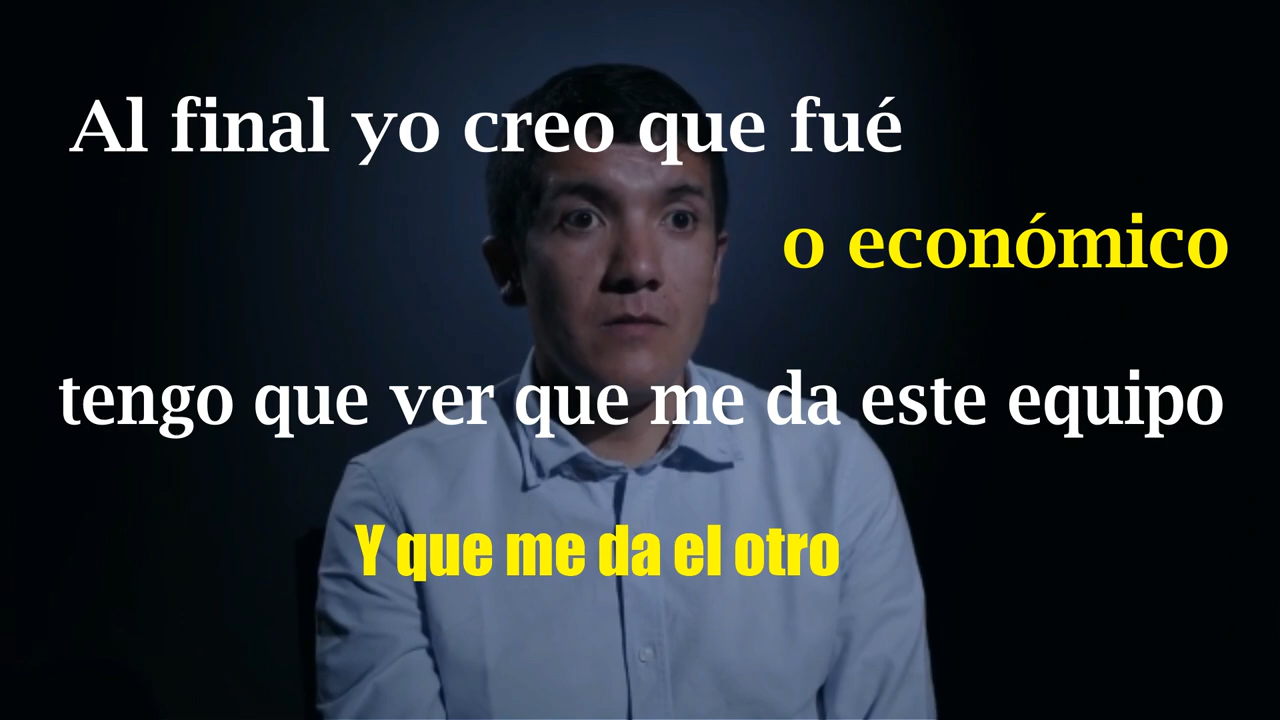 Al final yo creo que fué
o económico
tengo que ver que me da este equipo
Y que me da el otro